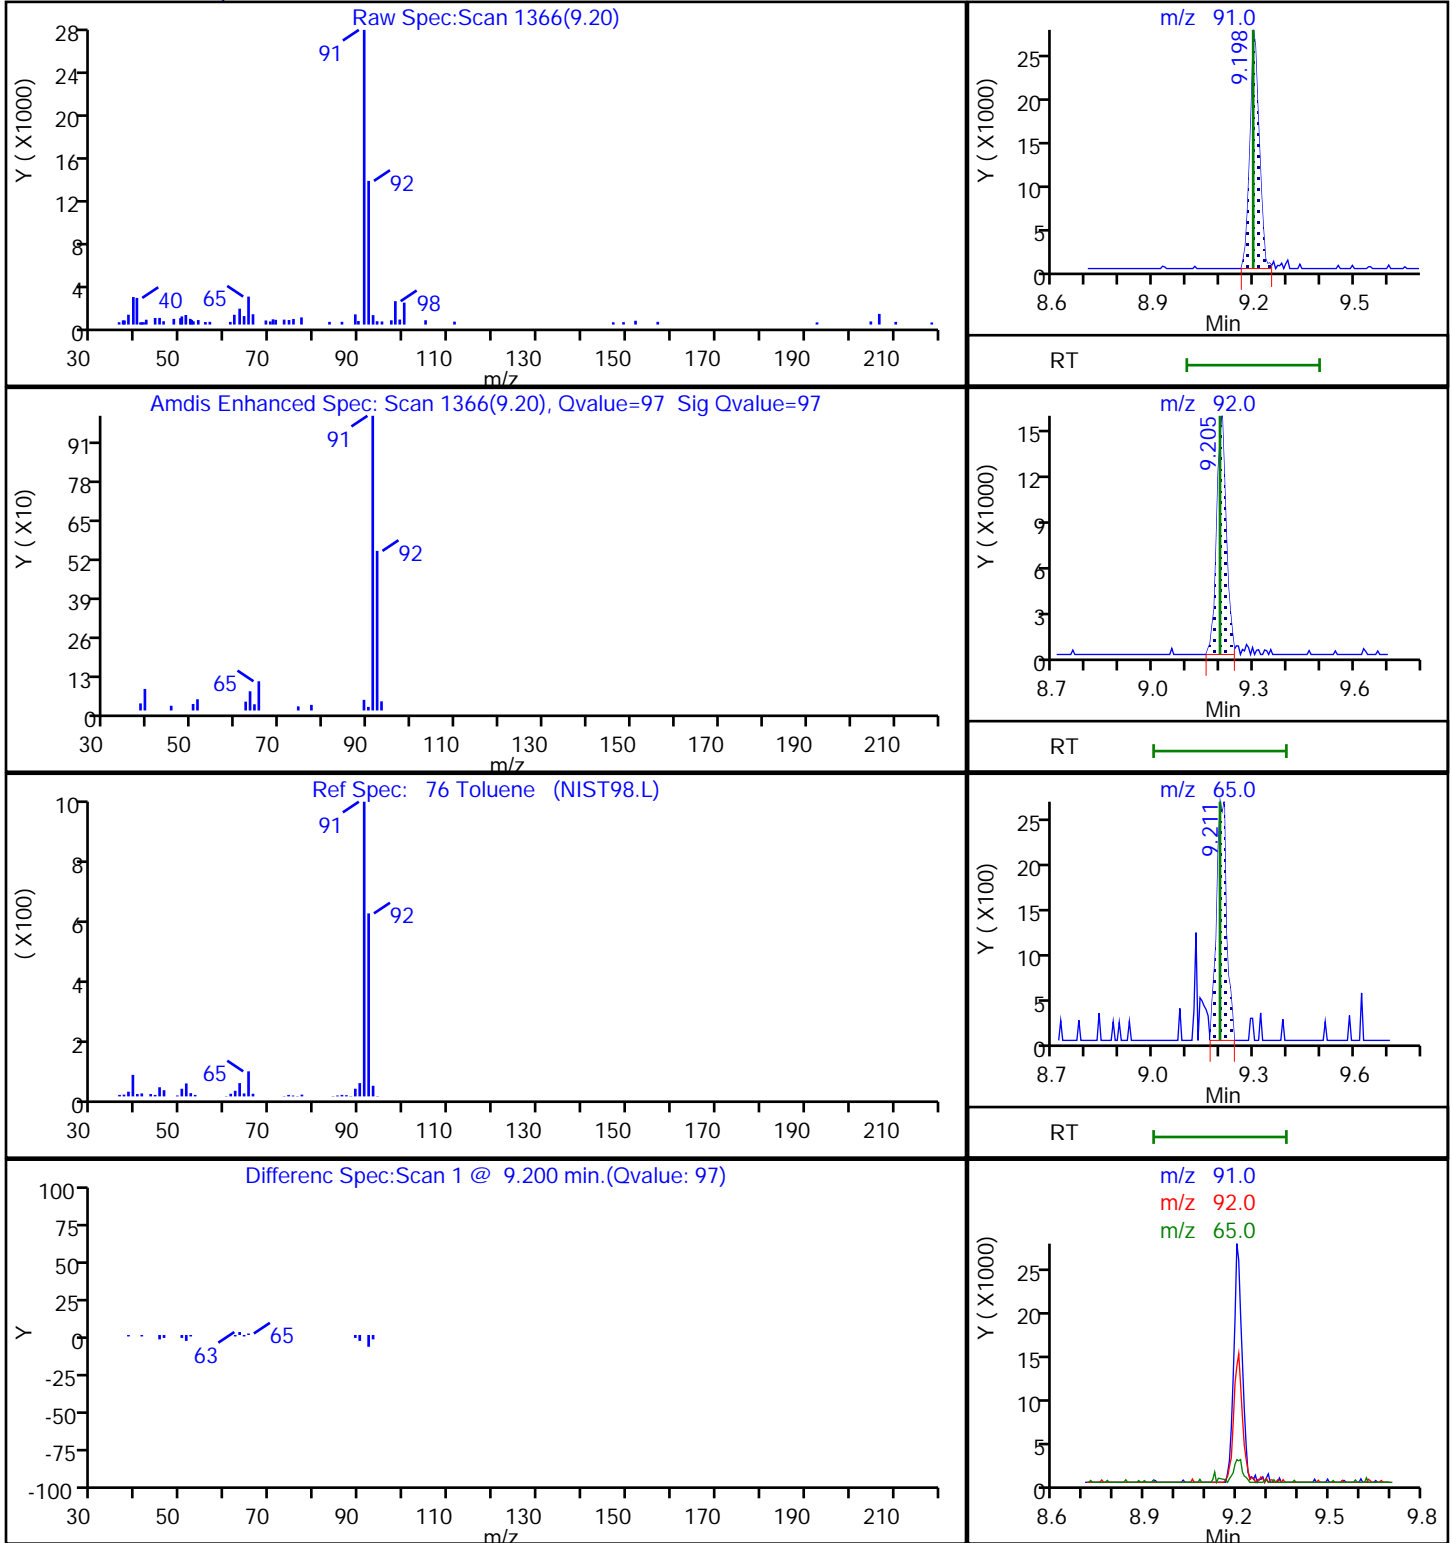 Raw Spec:Scan 1366(9.20)
Y ( X1000)
28
24
20
16
12
8
4
0
91
92
40
65
98
30 50 70 90 110 130 150 170 190 210
m/z
m/z 91.0
Y ( X1000)
25
20
15
10
5
0
9.198
8.6 8.9 9.2 9.5
Min
RT
Amdis Enhanced Spec: Scan 1366(9.20), Qvalue=97 Sig Qvalue=97
Y ( X10)
91
78
65
52
39
26
13
0
91
92
65
30 50 70 90 110 130 150 170 190 210
m/z
m/z 92.0
Y ( X1000)
15
12
9
6
3
0
9.205
8.7 9.0 9.3 9.6
Min
RT
Ref Spec: 76 Toluene (NIST98.L)
( X100)
10
8
6
4
2
0
91
92
65
30 50 70 90 110 130 150 170 190 210
m/z 65.0
Y ( X100)
25
20
15
10
5
0
9.211
8.7 9.0 9.3 9.6
Min
RT
Differenc Spec:Scan 1 @ 9.200 min.(Qvalue: 97)
Y
100
75
50
25
0
-25
-50
-75
-100
63
65
30 50 70 90 110 130 150 170 190 210
m/z
m/z 91.0
m/z 92.0
m/z 65.0
Y ( X1000)
25
20
15
10
5
0
8.6 8.9 9.2 9.5 9.8
Min